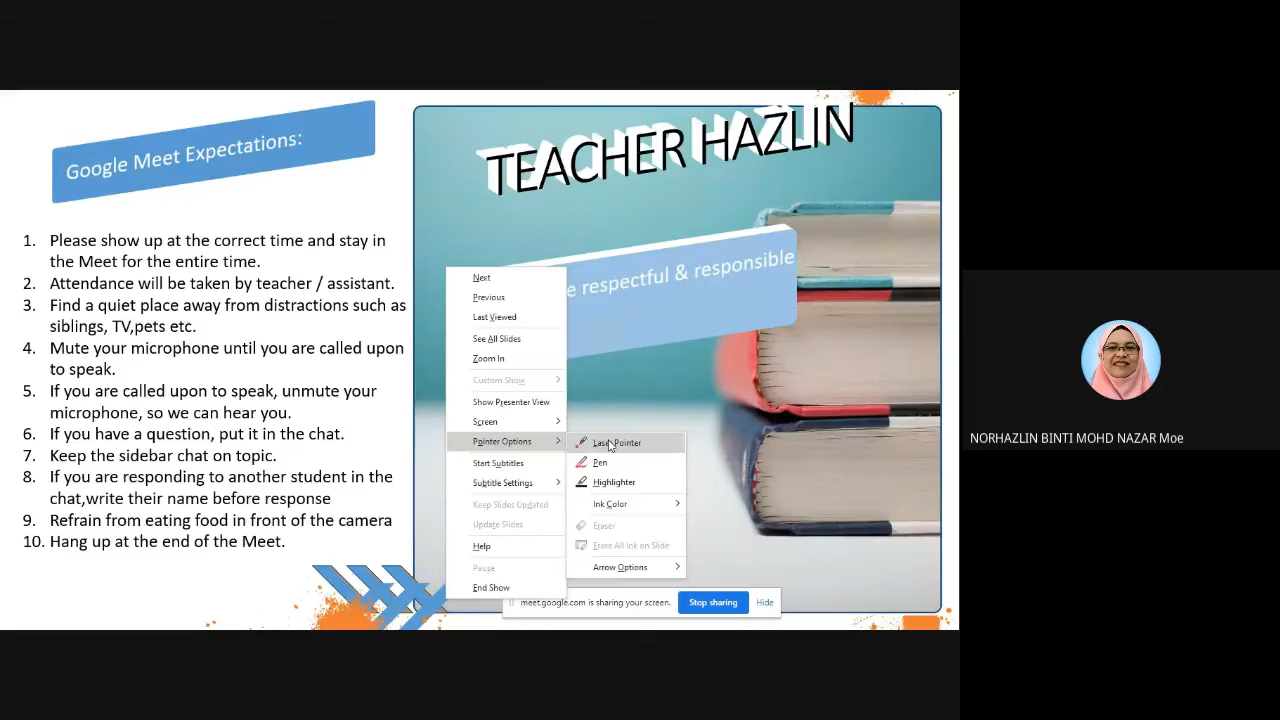 Google Meet Expectations:
1. Please show up at the correct time and stay in
the Meet for the entire time.
2. Attendance will be taken by teacher / assistant.
3. Find a quiet place away from distractions such as
siblings, TV,pets etc.
4. Mute your microphone until you are called upon
to speak.
5. If you are called upon to speak, unmute your
microphone, so we can hear you.
6. If you have a question, put it in the chat.
7. Keep the sidebar chat on topic.
8. If you are responding to another student in the
chat,write their name before response
9. Refrain from eating food in front of the camera
10. Hang up at the end of the Meet.
TEACHER HAZLIN
respectful & responsible
Next
Previous
Last Viewed
See All Slides
Zoom In
Custom Show
Show Presenter View
Screen
Pointer Options
Start Subtitles
Subtitle Settings
Keep Slides Updated
Update Slides
Help
Pause
End Show
Laser Pointer
Pen
Highlighter
Ink Color
Eraser
Erase All Ink on Slide
Arrow Options
meet.google.com is sharing your screen.
Stop sharing
Hide
NORHAZLIN BINTI MOHD NAZAR Moe